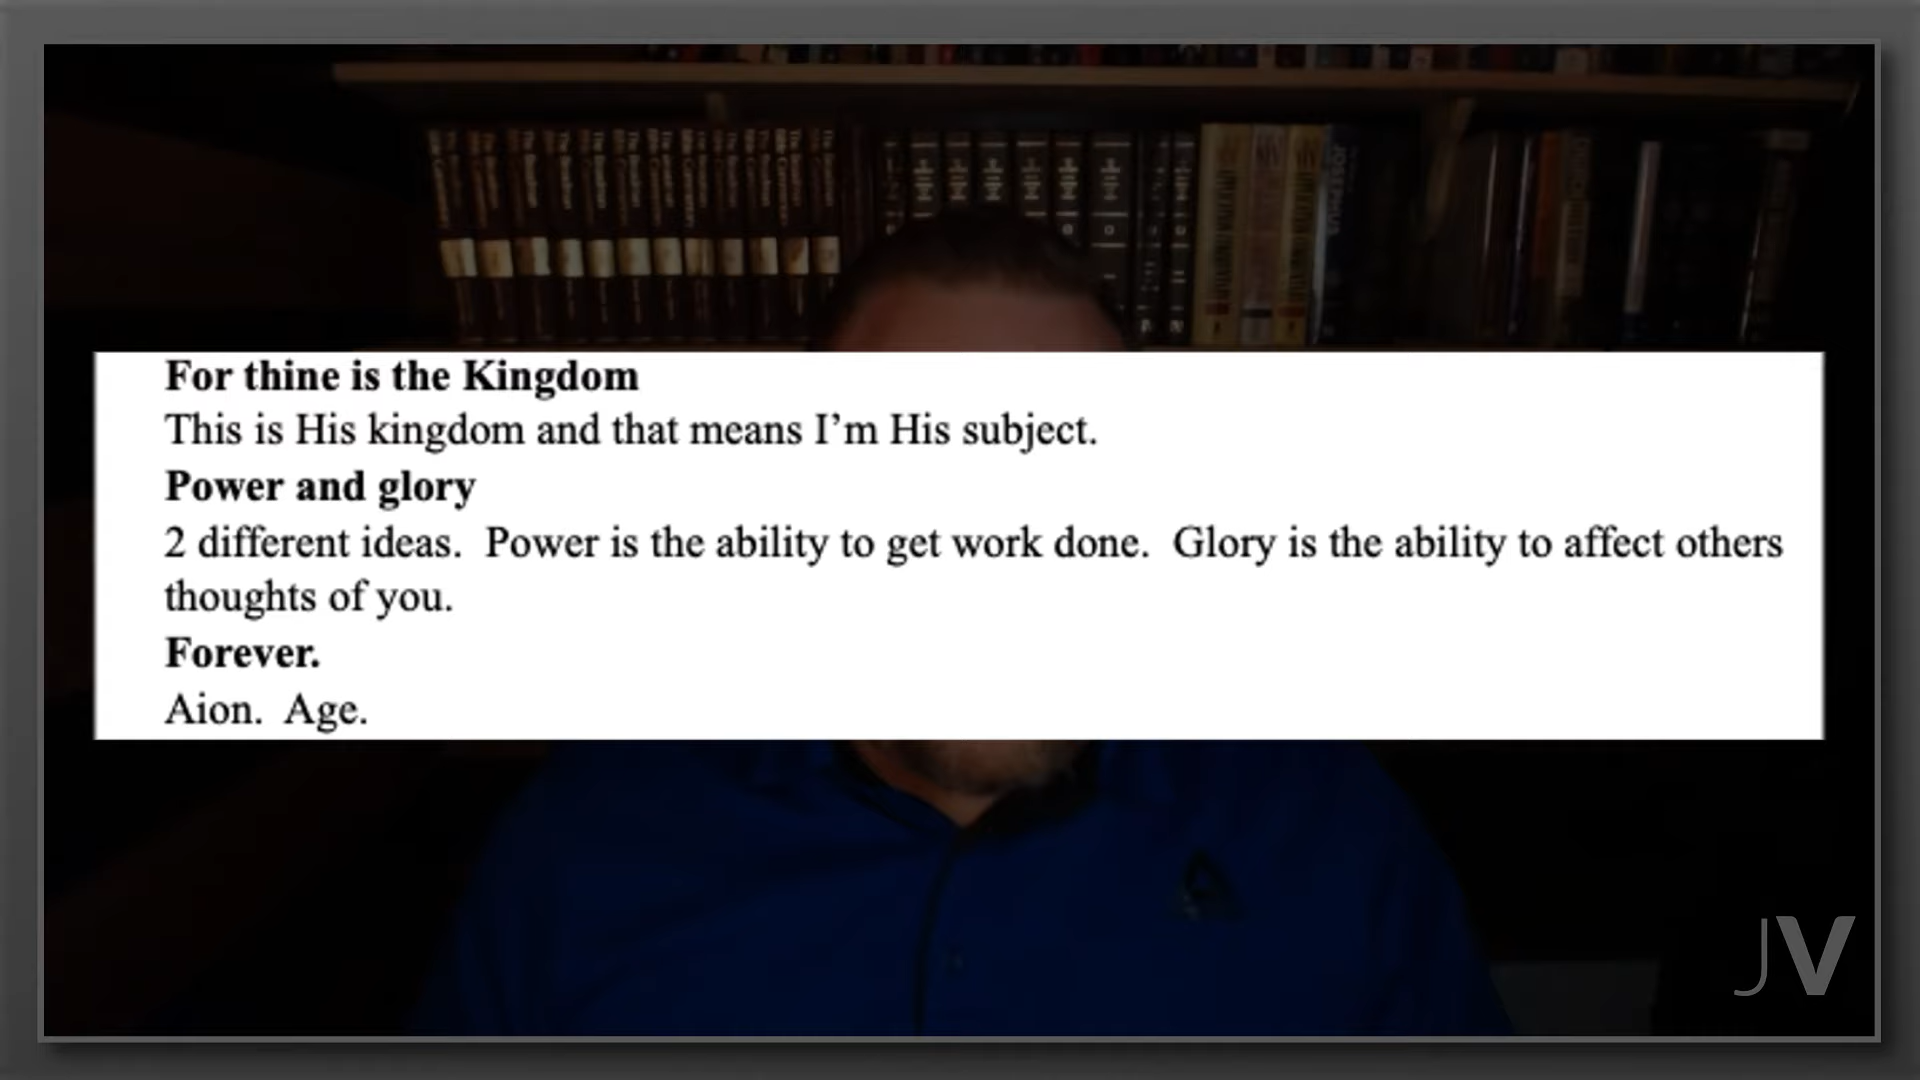 For thine is the Kingdom
This is His kingdom and that means I’m His subject.
Power and glory
2 different ideas.  Power is the ability to get work done.  Glory is the ability to affect others
thoughts of you.
Forever.
Aion.  Age.
JV